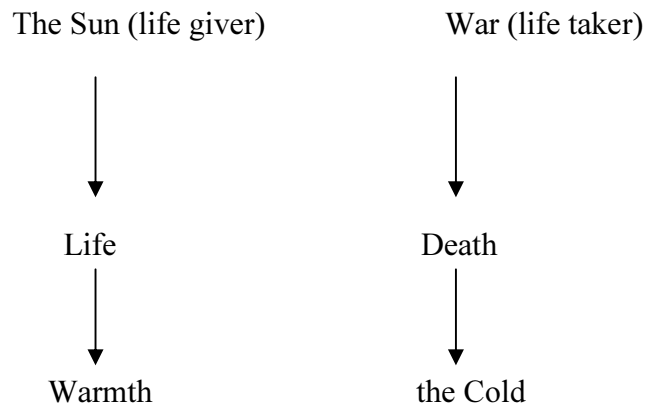 The Sun (life giver) War (life taker)
Life Death
Warmth the Cold